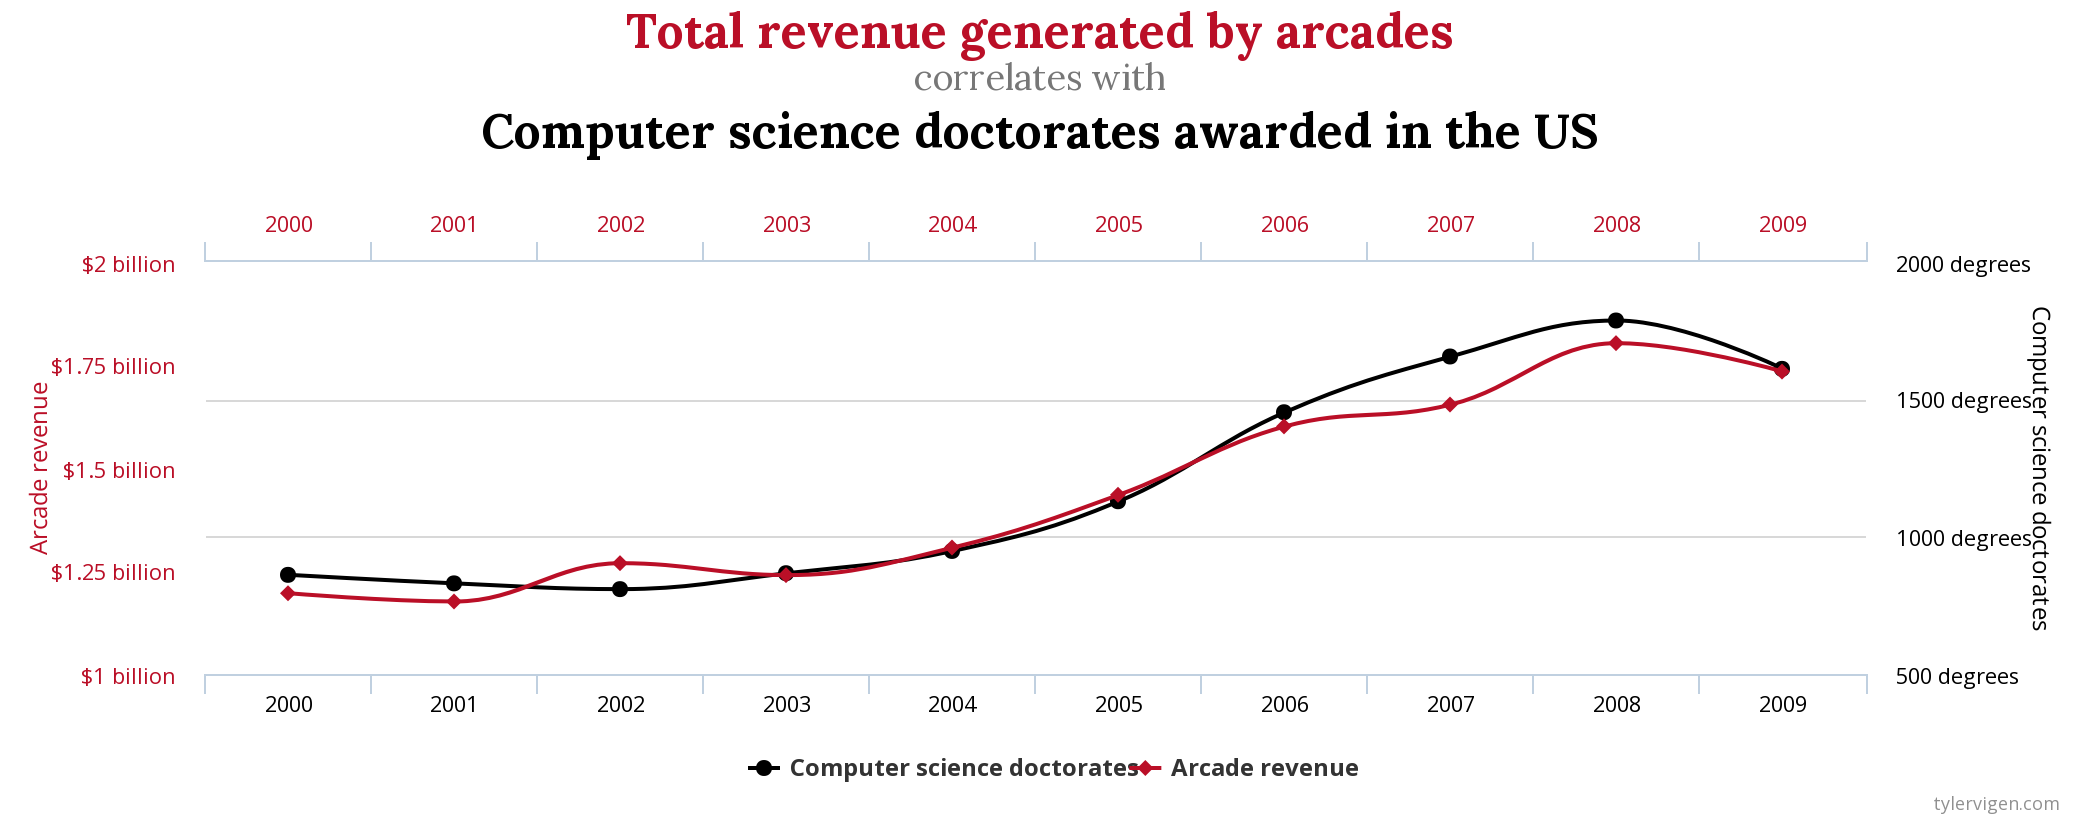 Total revenue generated by arcades
correlates with
Computer science doctorates awarded in the US
2000 2001 2002 2003 2004 2005 2006 2007 2008 2009
$2 billion
$1.75 billion
$1.5 billion
$1.25 billion
$1 billion
Arcade revenue
2000 degrees
1500 degrees
1000 degrees
500 degrees
Computer science doctorates
2000 2001 2002 2003 2004 2005 2006 2007 2008 2009
Computer science doctorates Arcade revenue
tylervigen.com